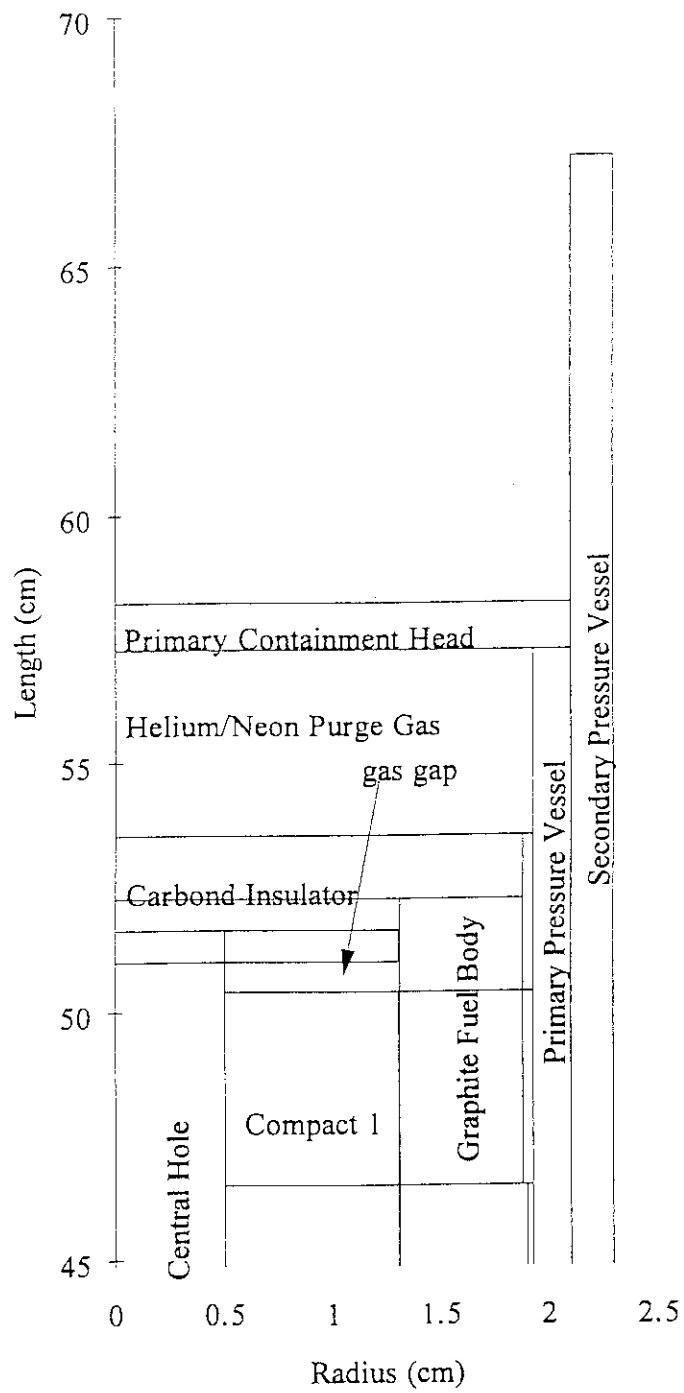 70
65
60
55
50
45
Length (cm)
Primary Containment Head
Helium/Neon Purge Gas
gas gap
Carbond Insulator
Compact 1
Central Hole
Graphite Fuel Body
Primary Pressure Vessel
Secondary Pressure Vessel
0 0.5 1 1.5 2 2.5
Radius (cm)